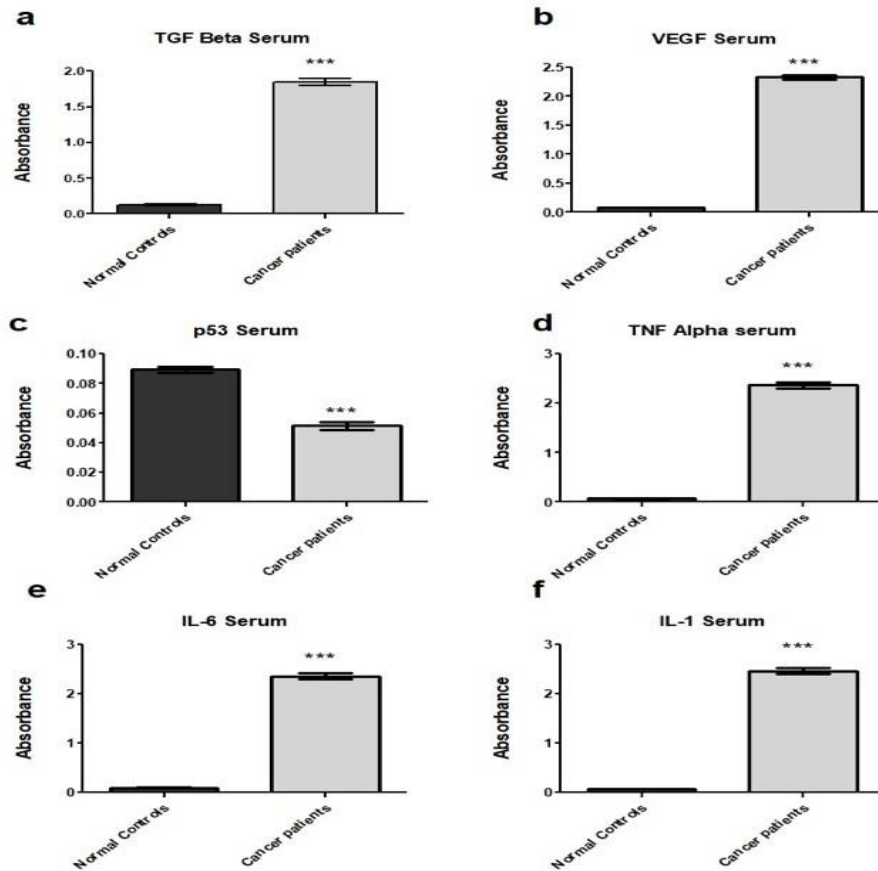 a
TGF Beta Serum
***
2.0
1.5
1.0
0.5
0.0
Absorbance
Normal Controls
Cancer patients
b
VEGF Serum
***
2.5
2.0
1.5
1.0
0.5
0.0
Absorbance
Normal Controls
Cancer patients
c
p53 Serum
***
0.10
0.08
0.06
0.04
0.02
0.00
Absorbance
Normal Controls
Cancer patients
d
TNF Alpha serum
***
3
2
1
0
Absorbance
Normal Controls
Cancer patients
e
IL-6 Serum
***
3
2
1
0
Absorbance
Normal Controls
Cancer patients
f
IL-1 Serum
***
3
2
1
0
Absorbance
Normal Controls
Cancer patients